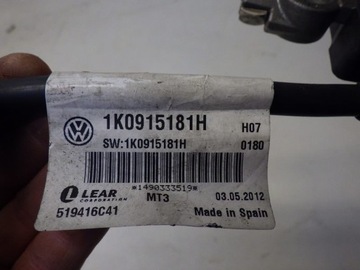 1K0915181H H07
SW:1K0915181H 0180
*1490333519*
LEAR MT3 03.05.2012
CORPORATION
519416C41 Made in Spain